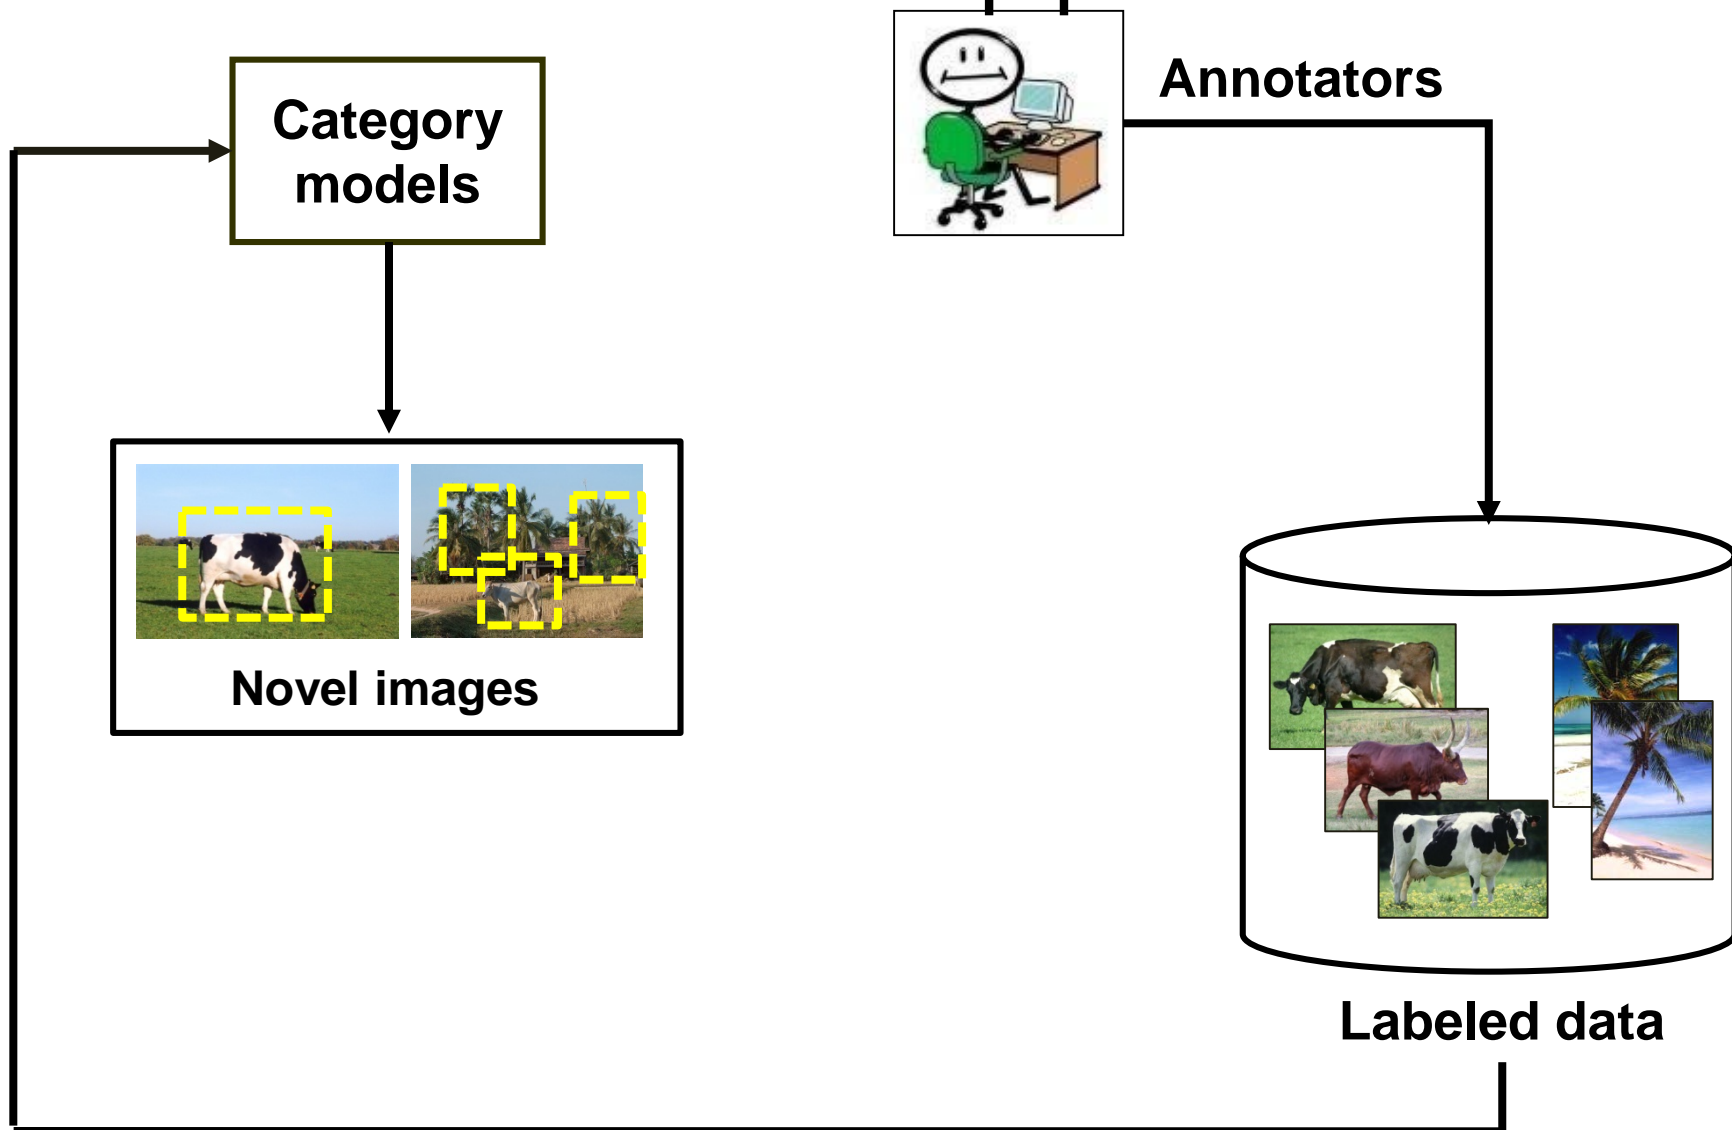 Category
models
Annotators
Novel images
Labeled data